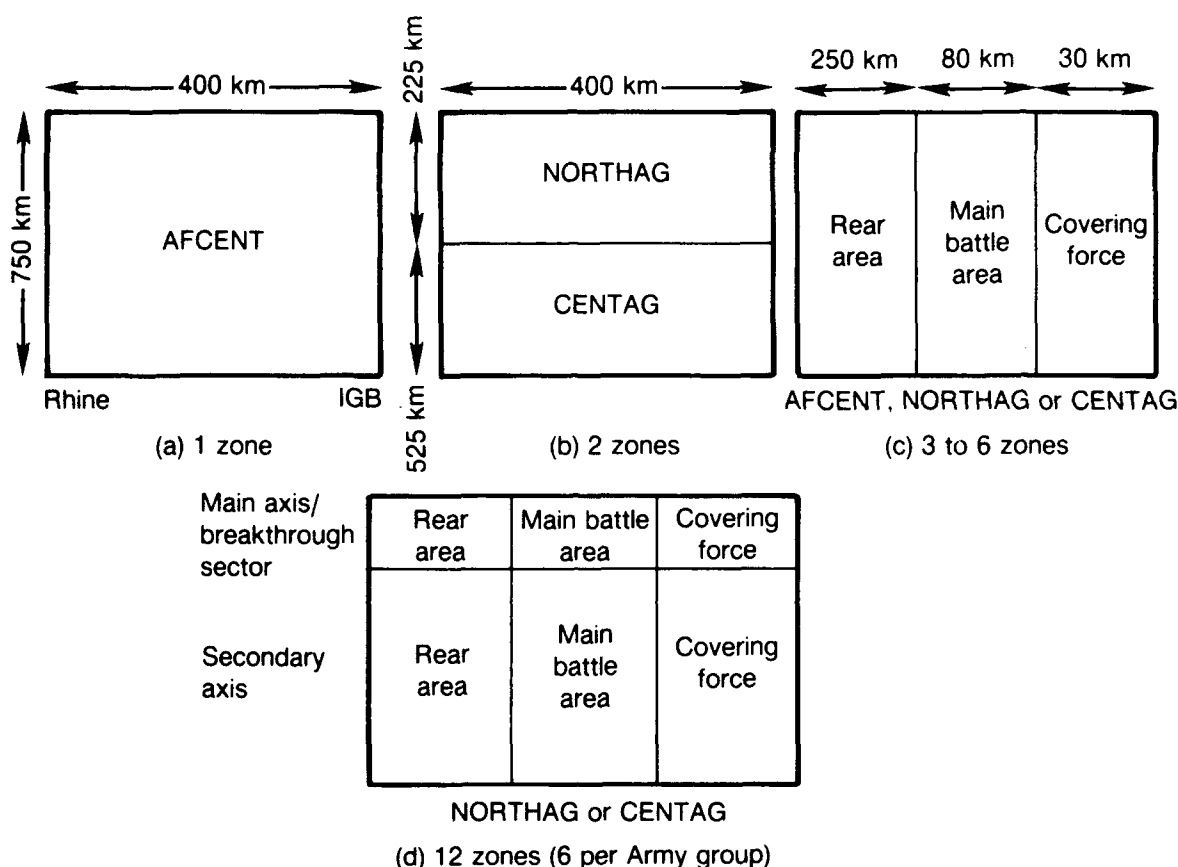 400 km
750 km
AFCENT
Rhine
IGB
(a) 1 zone
225 km
400 km
NORTHAG
CENTAG
525 km
(b) 2 zones
250 km
80 km
30 km
Rear
area
Main
battle
area
Covering
force
AFCENT, NORTHAG or CENTAG
(c) 3 to 6 zones
Main axis/
breakthrough
sector
Rear
area
Main battle
area
Covering
force
Secondary
axis
Rear
area
Main
battle
area
Covering
force
NORTHAG or CENTAG
(d) 12 zones (6 per Army group)